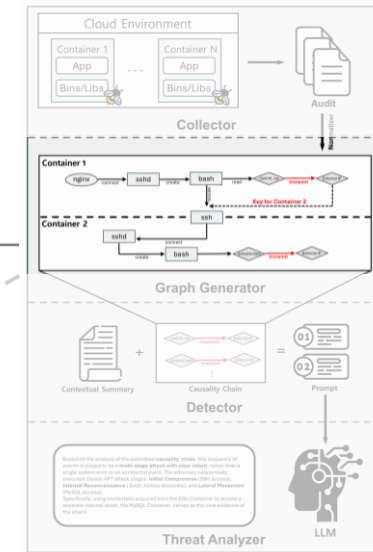 Cloud Environment
Container 1
Container N
App
...
App
Bins/Libs
Bins/Libs
Audit
Collector
Normalizer
Container 1
nginx
connect
sshd
create
bash
read
transmit
Key for Container 2
ssh
Container 2
sshd
connect
create
bash
transmit
Graph Generator
+
=
01
02
Contextual Summary
Causality Chain
Prompt
Detector
Based on the analysis of the submitted causality_chain, this sequence of
events is judged to be a multi-stage attack with clear intent, rather than a
single system error or an accidental event. The adversary sequentially
executed classic APT attack stages: Initial Compromise (SSH access),
Internal Reconnaissance (.bash_history discovery), and Lateral Movement
(MySQL access).
Specifically, using credentials acquired from the SSH Container to access a
separate internal asset, the MySQL Container, serves as the core evidence of
the attack.
LLM
Threat Analyzer